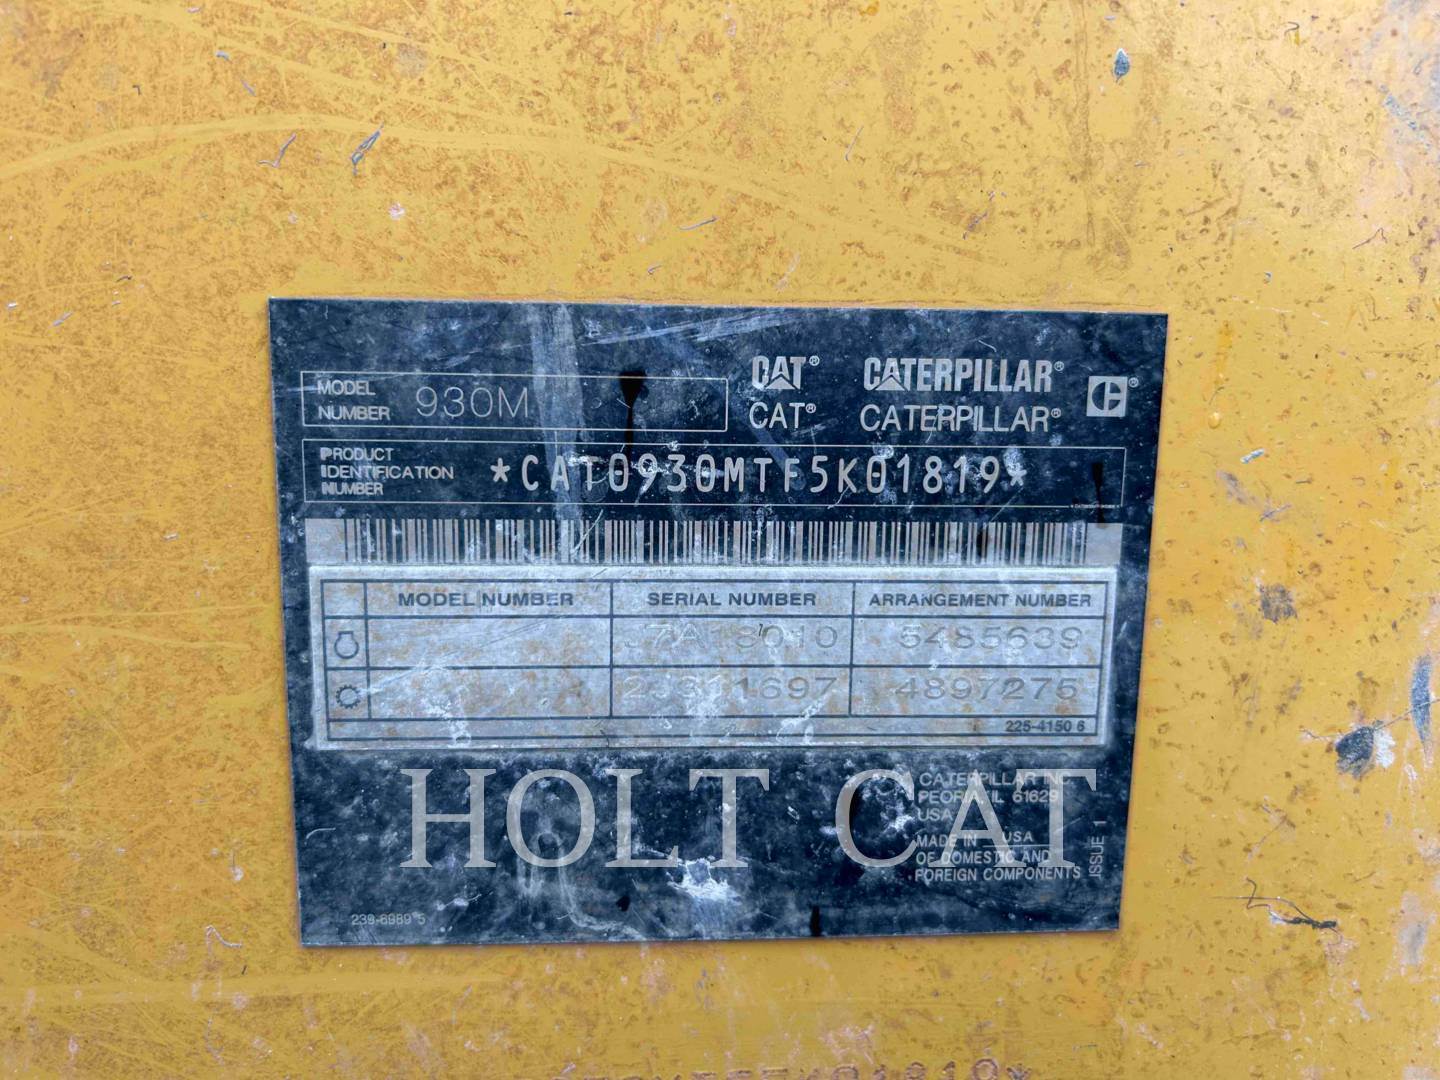 MODEL NUMBER 930M
CAT® CATERPILLAR®
CAT® CATERPILLAR®
PRODUCT IDENTIFICATION NUMBER *CAT0930MTF5K01819*
MODEL NUMBER SERIAL NUMBER ARRANGEMENT NUMBER
J7A18010 5485639
4897275
225-4150 6
CATERPILLAR INC
PEORIA, IL 61629
USA
MADE IN USA
OF DOMESTIC AND
FOREIGN COMPONENTS
ISSUE 1
239-8989 5
HOLT CAT